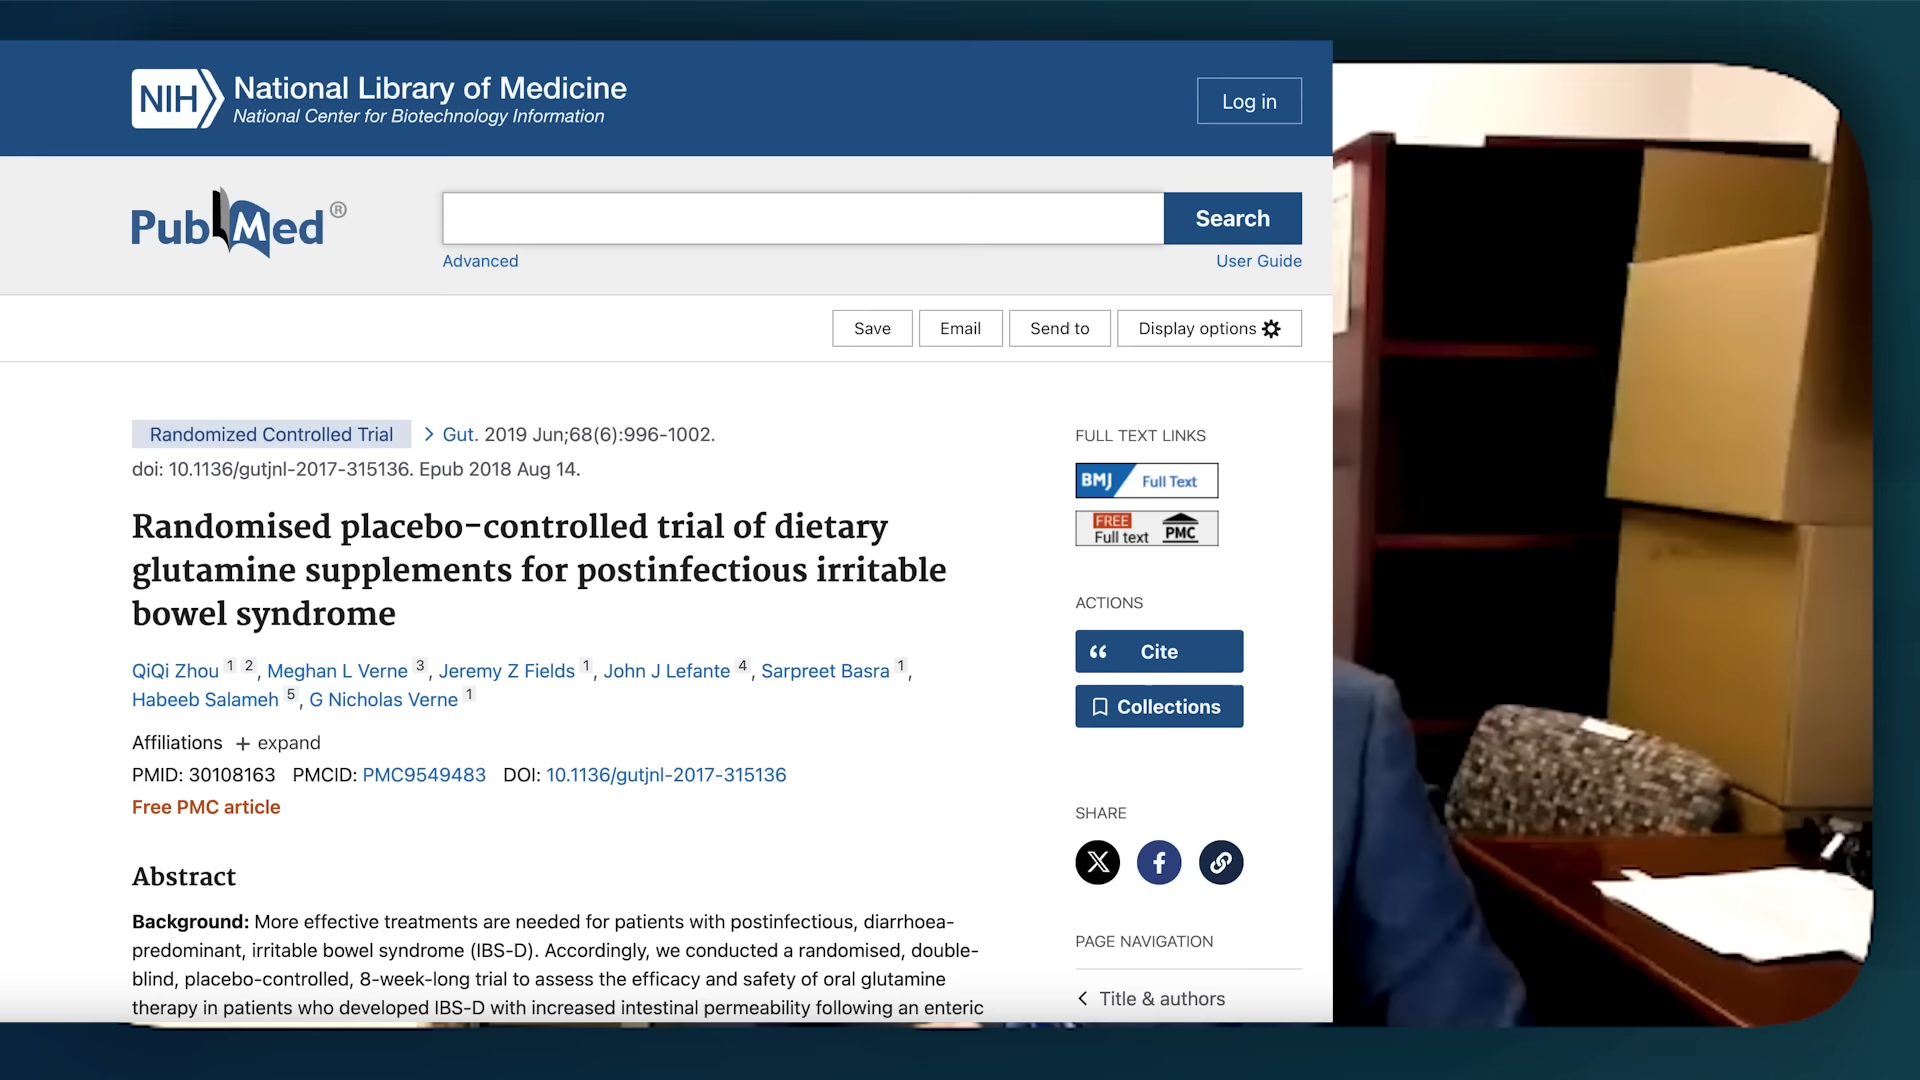 NIH National Library of Medicine
National Center for Biotechnology Information
Log in
PubMed®
Search
Advanced
User Guide
Save
Email
Send to
Display options
Randomized Controlled Trial
> Gut. 2019 Jun;68(6):996-1002.
doi: 10.1136/gutjnl-2017-315136. Epub 2018 Aug 14.
Randomised placebo-controlled trial of dietary
glutamine supplements for postinfectious irritable
bowel syndrome
QiQi Zhou 1 2, Meghan L Verne 3, Jeremy Z Fields 1, John J Lefante 4, Sarpreet Basra 1,
Habeeb Salameh 5, G Nicholas Verne 1
Affiliations + expand
PMID: 30108163 PMCID: PMC9549483 DOI: 10.1136/gutjnl-2017-315136
Free PMC article
Abstract
Background: More effective treatments are needed for patients with postinfectious, diarrhoea-
predominant, irritable bowel syndrome (IBS-D). Accordingly, we conducted a randomised, double-
blind, placebo-controlled, 8-week-long trial to assess the efficacy and safety of oral glutamine
therapy in patients who developed IBS-D with increased intestinal permeability following an enteric
FULL TEXT LINKS
BMJ Full Text
FREE
Full text PMC
ACTIONS
Cite
Collections
SHARE
PAGE NAVIGATION
< Title & authors